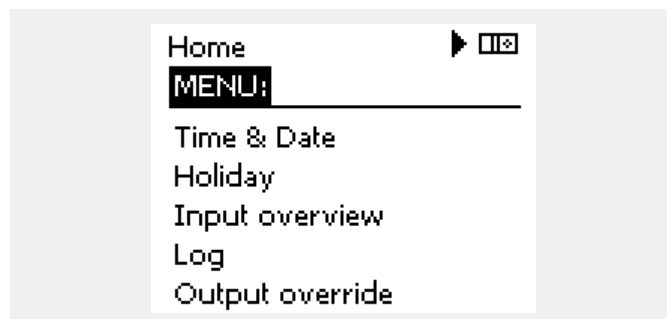 Home
MENU:
Time & Date
Holiday
Input overview
Log
Output override